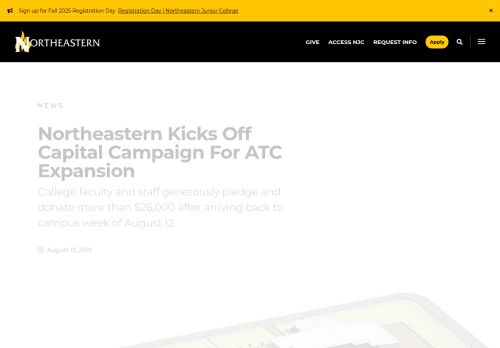 Sign up for Fall 2025 Registration Day Registration Day | Northeastern Junior College ×
NORTHEASTERN GIVE ACCESS NJC REQUEST INFO Apply
NEWS
Northeastern Kicks Off
Capital Campaign For ATC
Expansion
College faculty and staff generously pledge and
donate more than $26,000 after arriving back to
campus week of August 12
August 19, 2019